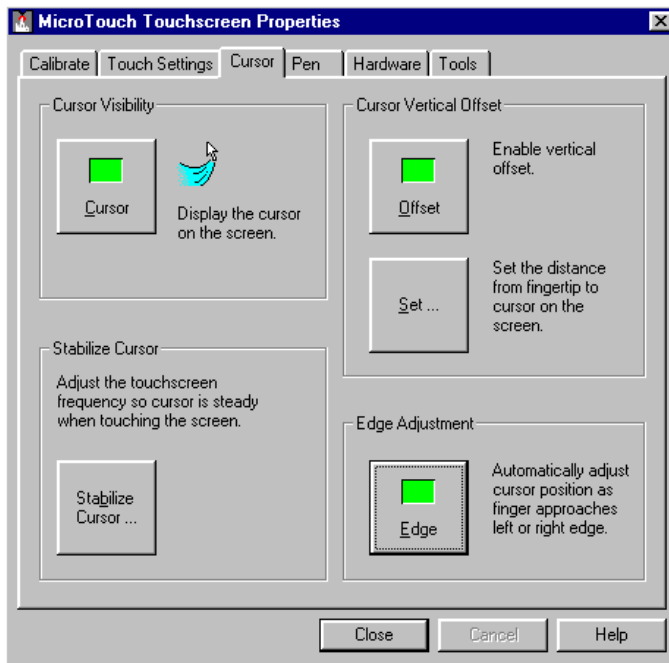 MicroTouch Touchscreen Properties
Calibrate
Touch Settings
Cursor
Pen
Hardware
Tools
Cursor Visibility
Cursor
Display the cursor
on the screen.
Stabilize Cursor
Adjust the touchscreen
frequency so cursor is steady
when touching the screen.
Stabilize
Cursor ...
Cursor Vertical Offset
Offset
Enable vertical
offset.
Set ...
Set the distance
from fingertip to
cursor on the
screen.
Edge Adjustment
Edge
Automatically adjust
cursor position as
finger approaches
left or right edge.
Close
Cancel
Help